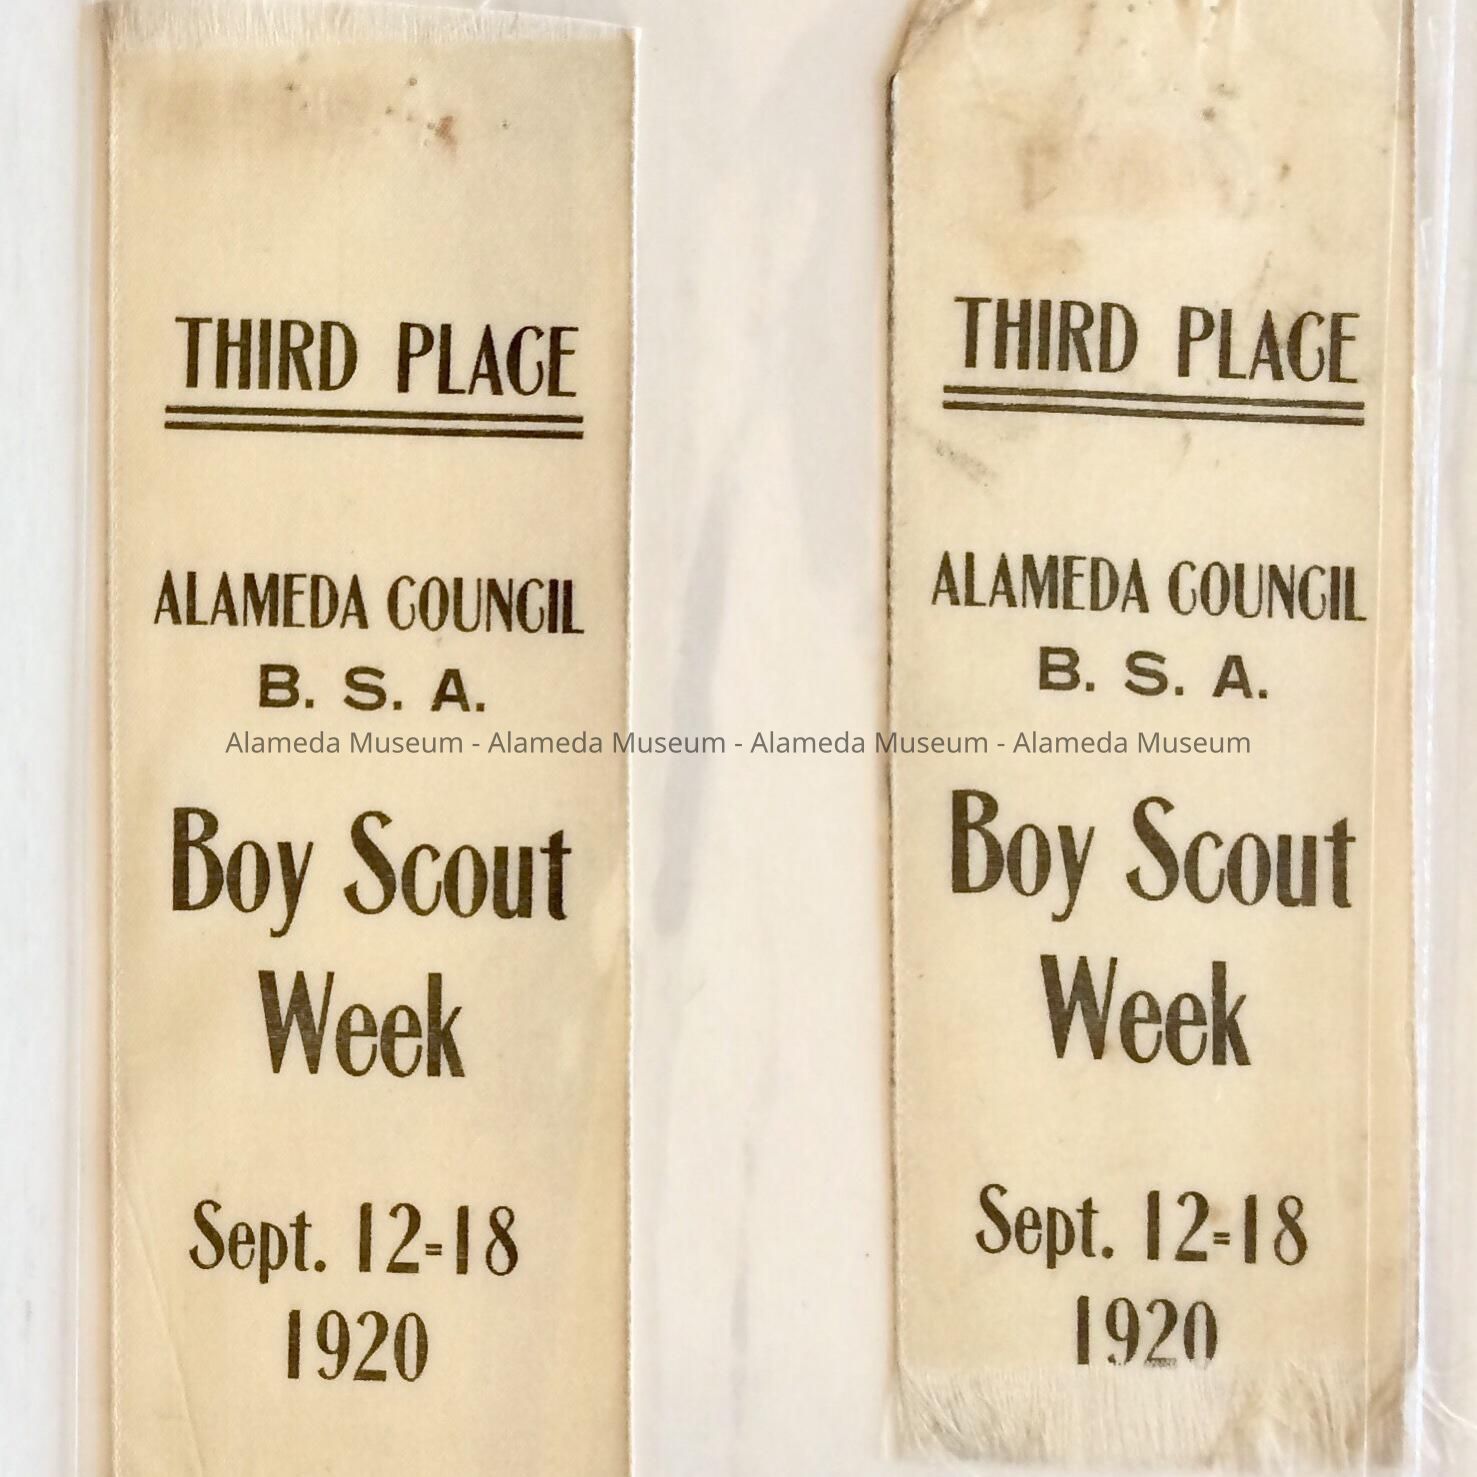 THIRD PLACE
ALAMEDA COUNCIL
B. S. A.
Boy Scout
Week
Sept. 12=18
1920
THIRD PLACE
ALAMEDA COUNCIL
B. S. A.
Boy Scout
Week
Sept. 12=18
1920
Alameda Museum - Alameda Museum - Alameda Museum - Alameda Museum